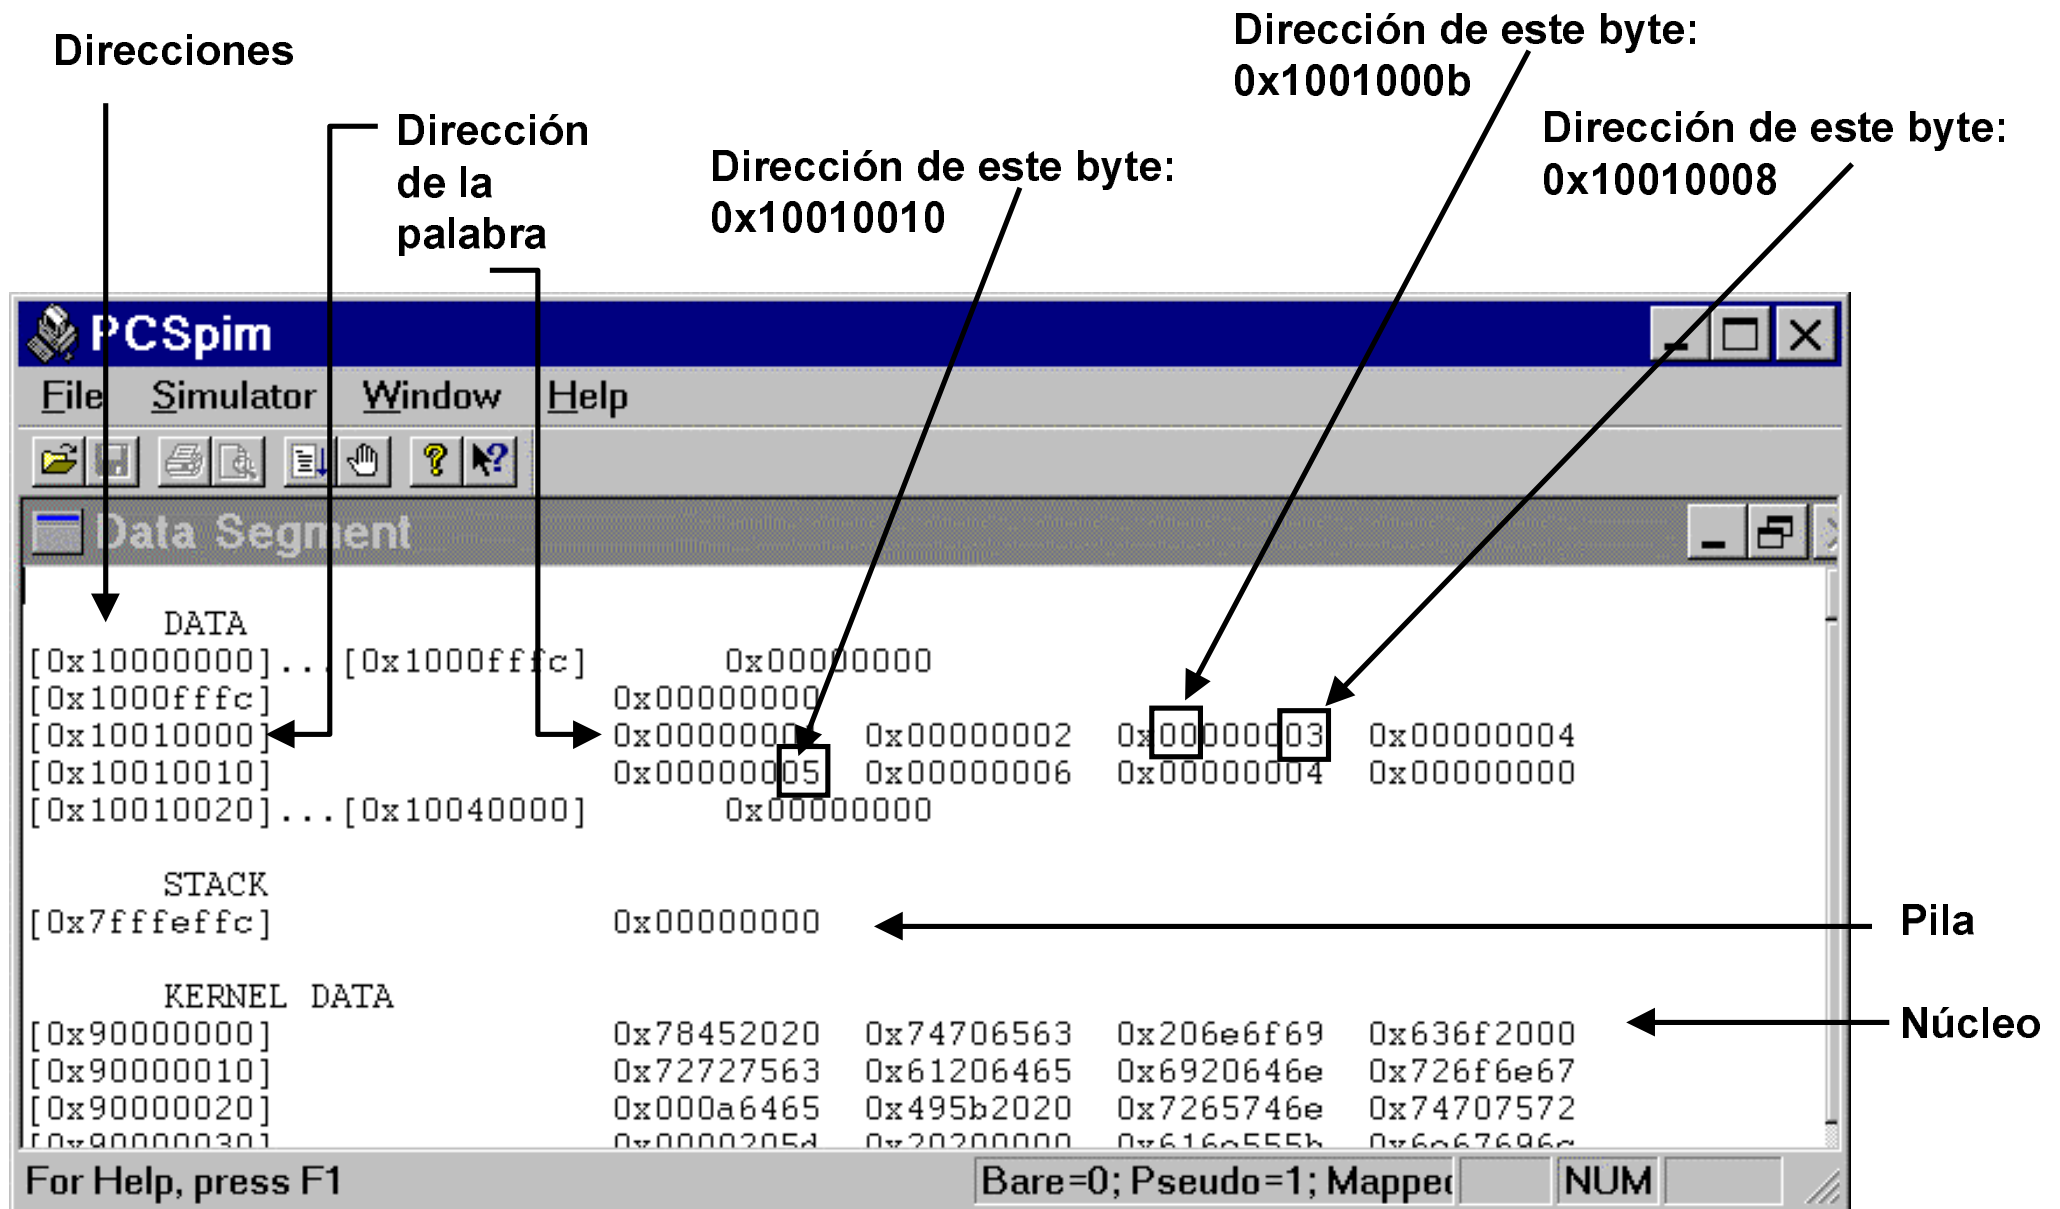 Direcciones
Dirección
de la
palabra
Dirección de este byte:
0x10010010
Dirección de este byte:
0x1001000b
Dirección de este byte:
0x10010008
PCSpim
File Simulator Window Help
Data Segment
DATA
[0x10000000]...[0x1000fffc] 0x00000000
[0x1000fffc] 0x00000000
[0x10010000] 0x00000002 0x00000003 0x00000004
[0x10010010] 0x00000005 0x00000006 0x00000004 0x00000000
[0x10010020]...[0x10040000] 0x00000000
STACK
[0x7fffeffc] 0x00000000
Pila
KERNEL DATA
Núcleo
[0x90000000] 0x78452020 0x74706563 0x206e6f69 0x636f2000
[0x90000010] 0x72727563 0x61206465 0x6920646e 0x726f6e67
[0x90000020] 0x000a6465 0x495b2020 0x7265746e 0x74707572
[0x90000030] 0x0000205d 0x20200000
For Help, press F1
Bare=0; Pseudo=1; Mapped
NUM